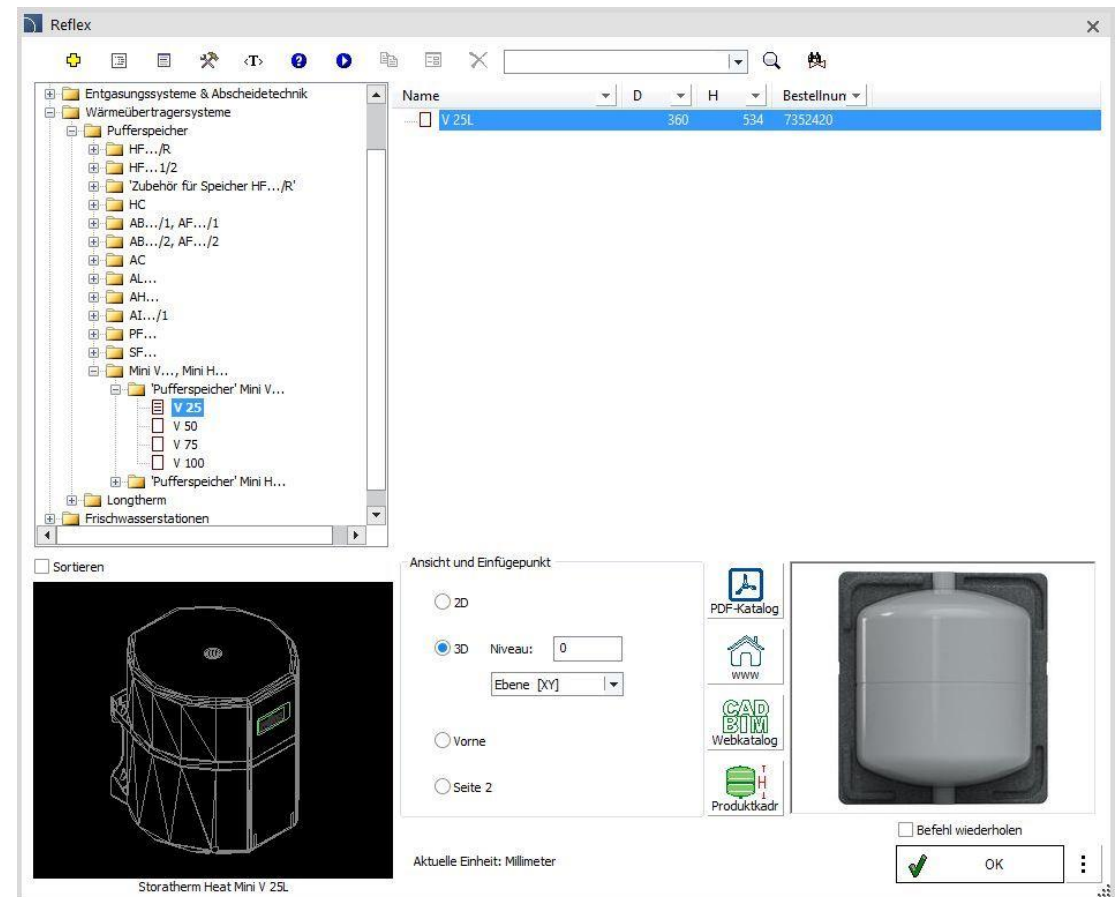 Reflex
<T>
Entgasungssysteme & Abscheidetechnik
Wärmeübertragersysteme
Pufferspeicher
HF.../R
HF...1/2
'Zubehör für Speicher HF.../R'
HC
AB.../1, AF.../1
AB.../2, AF.../2
AC
AL...
AH...
AI.../1
PF...
SF...
Mini V..., Mini H...
'Pufferspeicher' Mini V...
V 25
V 50
V 75
V 100
'Pufferspeicher' Mini H...
Longtherm
Frischwasserstationen
Name D H Bestellnun
V 25L 360 534 7352420
Sortieren
Storatherm Heat Mini V 25L
Ansicht und Einfügepunkt
2D
3D Niveau: 0
Ebene [XY]
Vorne
Seite 2
Aktuelle Einheit: Millimeter
PDF-Katalog
www
CAD
BIM
Webkatalog
H
Produktkadr
Befehl wiederholen
OK